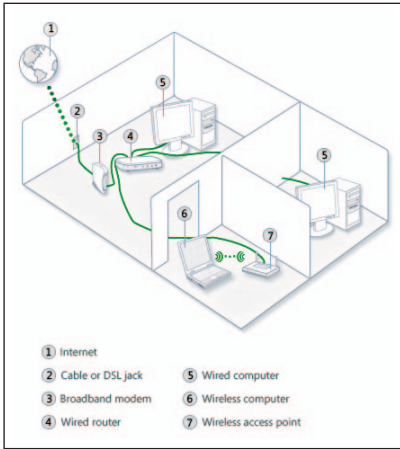 1
2
3
4
5
5
6
7
1 Internet
2 Cable or DSL jack
3 Broadband modem
4 Wired router
5 Wired computer
6 Wireless computer
7 Wireless access point